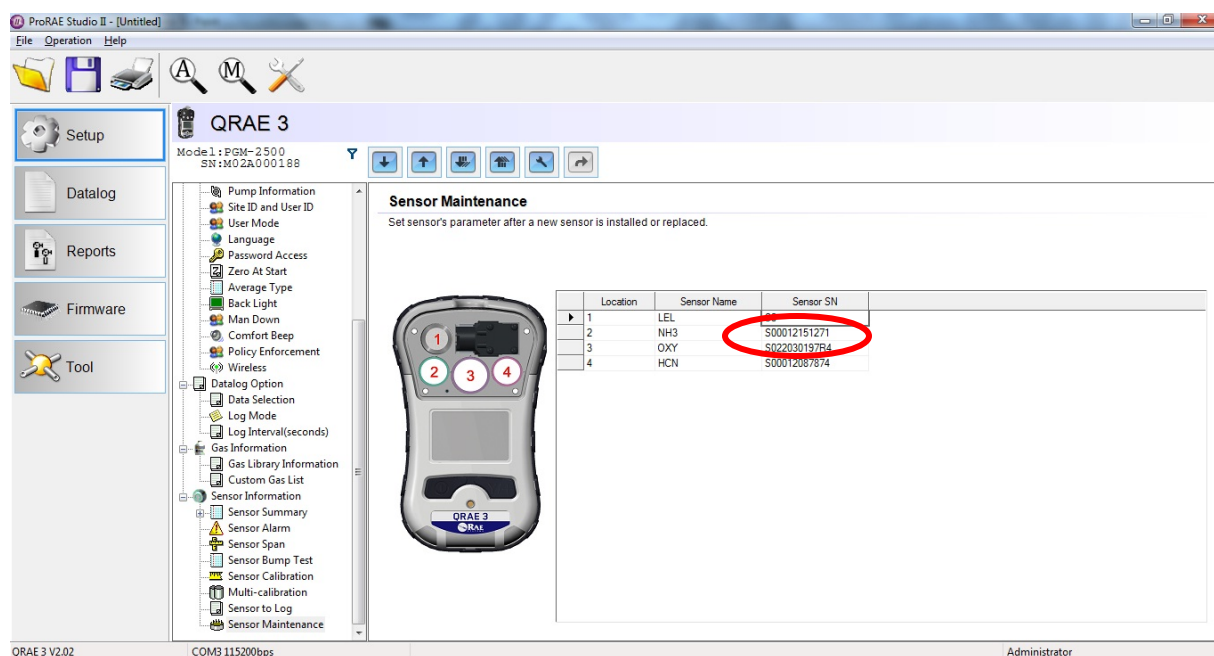 ProRAE Studio II - [Untitled]
File Operation Help
A M
Setup
Datalog
Reports
Firmware
Tool
QRAE 3
Model:PGM-2500
SN:M02A000188
Pump Information
Site ID and User ID
User Mode
Language
Password Access
Zero At Start
Average Type
Back Light
Man Down
Comfort Beep
Policy Enforcement
Wireless
Datalog Option
Data Selection
Log Mode
Log Interval(seconds)
Gas Information
Gas Library Information
Custom Gas List
Sensor Information
Sensor Summary
Sensor Alarm
Sensor Span
Sensor Bump Test
Sensor Calibration
Multi-calibration
Sensor to Log
Sensor Maintenance
Sensor Maintenance
Set sensor's parameter after a new sensor is installed or replaced.
1
2 3 4
QRAE 3
RAE
Location Sensor Name Sensor SN
1 LEL
2 NH3 S00012151271
3 OXY S022030197R4
4 HCN S00012087874
QRAE 3 V2.02 COM3 115200bps Administrator